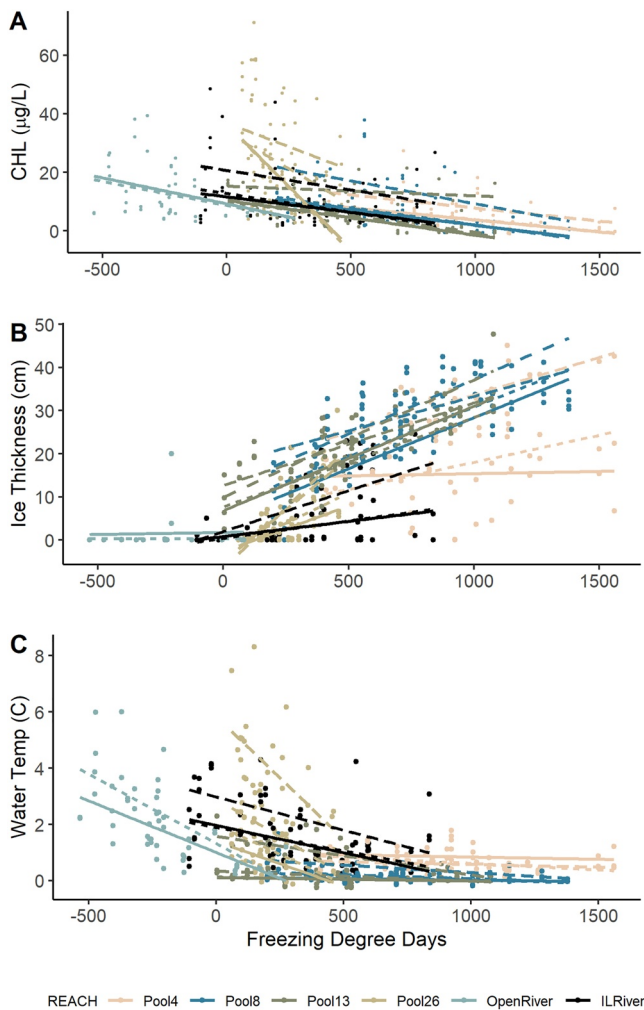 A
CHL (µg/L)
60
40
20
0
-500 0 500 1000 1500
B
Ice Thickness (cm)
50
40
30
20
10
0
-500 0 500 1000 1500
C
Water Temp (C)
8
6
4
2
0
-500 0 500 1000 1500
Freezing Degree Days
REACH Pool4 Pool8 Pool13 Pool26 OpenRiver ILRiver